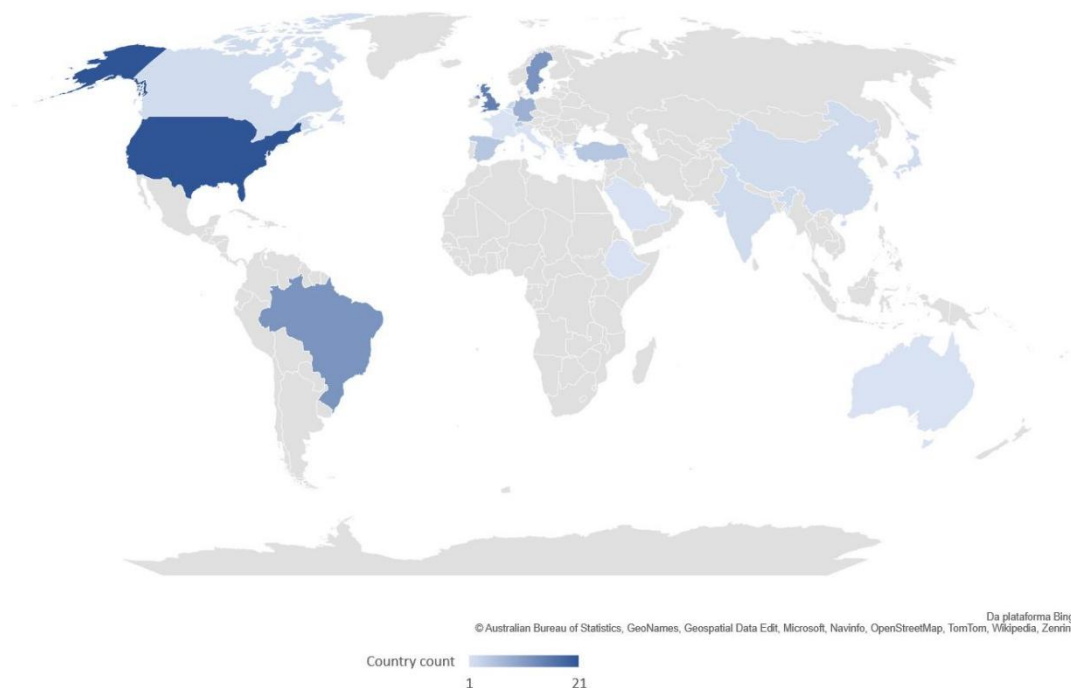 Da plataforma Bing
© Australian Bureau of Statistics, GeoNames, Geospatial Data Edit, Microsoft, Navinfo, OpenStreetMap, TomTom, Wikipedia, Zenrin
Country count
1 21